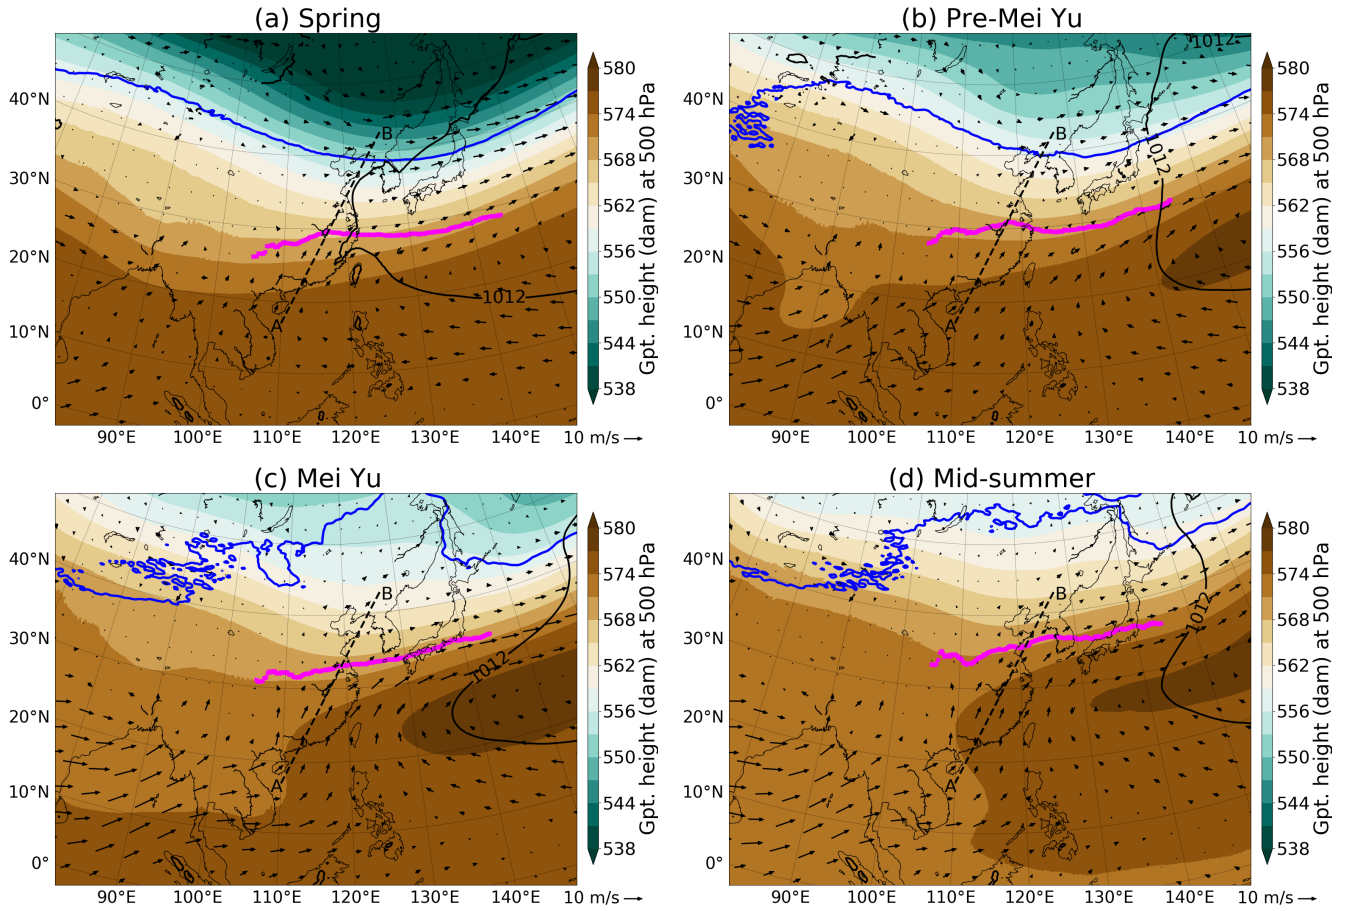 (a) Spring
40°N
30°N
20°N
10°N
0°
90°E 100°E 110°E 120°E 130°E 140°E 10 m/s
B
A
1012
580
574
568
562
556
550
544
538
Gpt. height (dam) at 500 hPa
(b) Pre-Mei Yu
40°N
30°N
20°N
10°N
0°
90°E 100°E 110°E 120°E 130°E 140°E 10 m/s
1012
1012
B
A
580
574
568
562
556
550
544
538
Gpt. height (dam) at 500 hPa
(c) Mei Yu
40°N
30°N
20°N
10°N
0°
90°E 100°E 110°E 120°E 130°E 140°E 10 m/s
B
A
1012
580
574
568
562
556
550
544
538
Gpt. height (dam) at 500 hPa
(d) Mid-summer
40°N
30°N
20°N
10°N
0°
90°E 100°E 110°E 120°E 130°E 140°E 10 m/s
B
A
1012
580
574
568
562
556
550
544
538
Gpt. height (dam) at 500 hPa